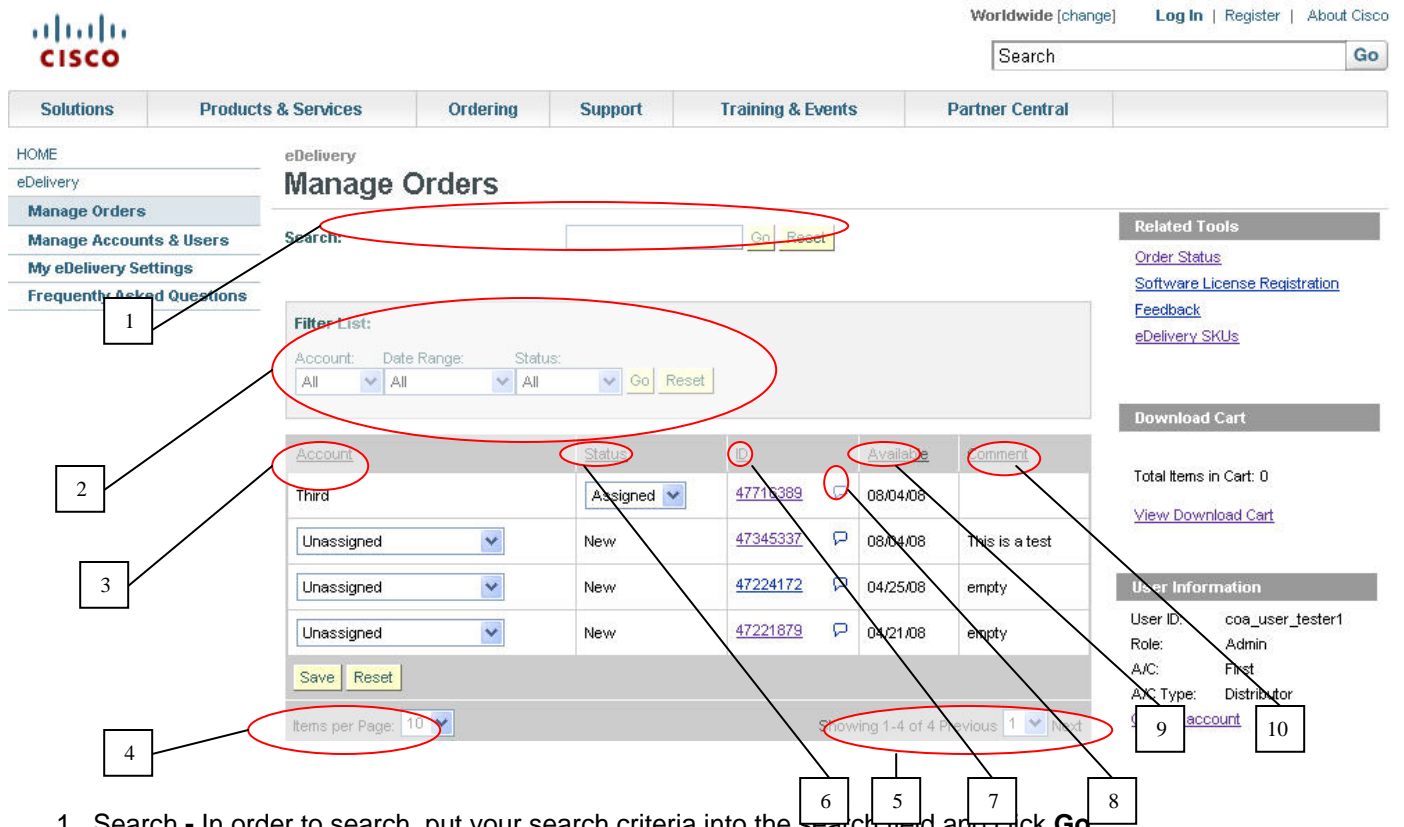 Worldwide [change] Log In | Register | About Cisco
CISCO
Search Go
Solutions Products & Services Ordering Support Training & Events Partner Central
HOME
eDelivery
Manage Orders
Manage Accounts & Users
My eDelivery Settings
Frequently Asked Questions
eDelivery
Manage Orders
Search: Go Reset
Filter List:
Account: Date Range: Status:
All All All Go Reset
Account Status ID Available Comment
Third Assigned 47716389 08/04/08
Unassigned New 47345337 08/04/08 This is a test
Unassigned New 47224172 04/25/08 empty
Unassigned New 47221879 04/21/08 empty
Save Reset
Items per Page: 10 Showing 1-4 of 4 Previous 1 Next
Related Tools
Order Status
Software License Registration
Feedback
eDelivery SKUs
Download Cart
Total Items in Cart: 0
View Download Cart
User Information
User ID: coa_user_tester1
Role: Admin
A/C: First
A/C Type: Distributor
account
1
2
3
4
5
6
7
8
9
10
1. Search - In order to search, put your search criteria into the search field and click Go